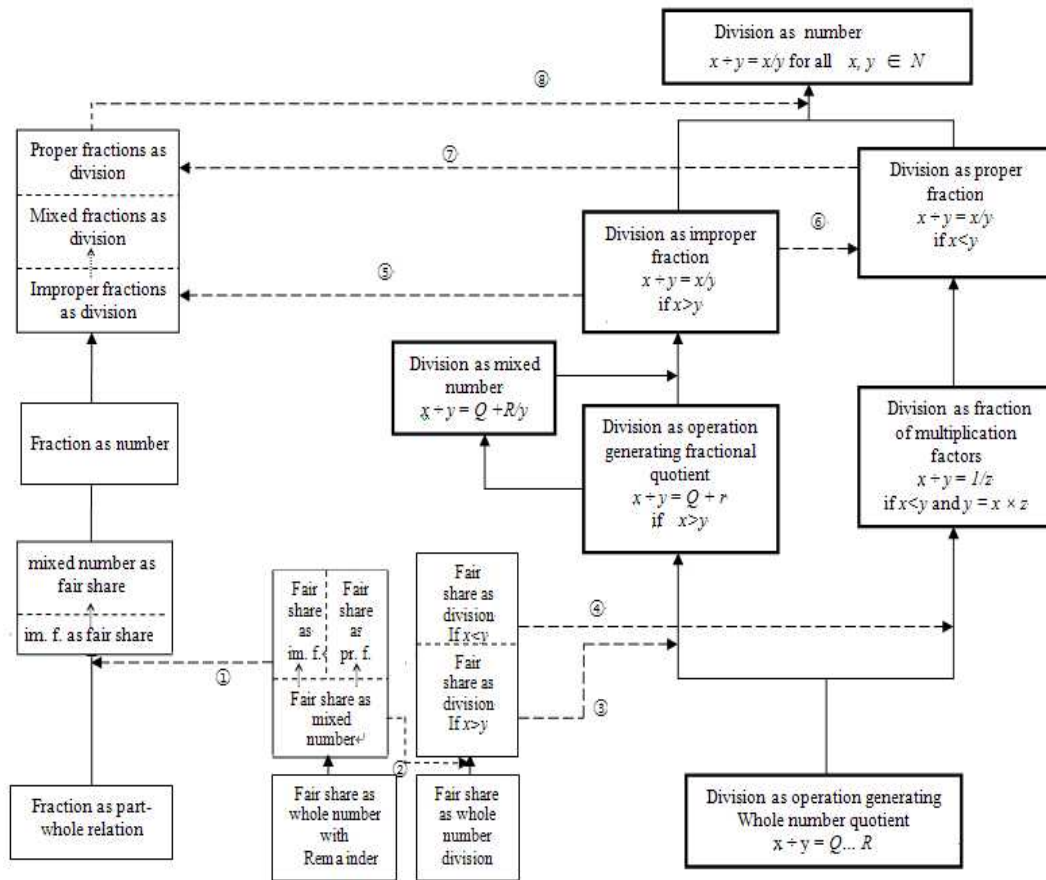 Division as number
x ÷ y = x/y for all x, y ∈ N
⑧
Proper fractions as
division
Mixed fractions as
division
Improper fractions
as division
⑦
Division as proper
fraction
x ÷ y = x/y
if x<y
⑥
Division as improper
fraction
x ÷ y = x/y
if x>y
⑤
Division as mixed
number
x ÷ y = Q +R/y
Fraction as number
Division as operation
generating fractional
quotient
x ÷ y = Q + r
if x>y
Division as fraction
of multiplication
factors
x ÷ y = 1/z
if x<y and y = x × z
mixed number as
fair share
im. f. as fair share
①
Fair
share
as
im. f.
Fair
share
as
pr. f.
Fair share as
mixed
number↵
②
Fair
share as
division
If x<y
Fair
share as
division
If x>y
④
③
Fraction as part-
whole relation
Fair share as
whole number
with
Remainder
Fair share
as whole
number
division
Division as operation generating
Whole number quotient
x ÷ y = Q... R